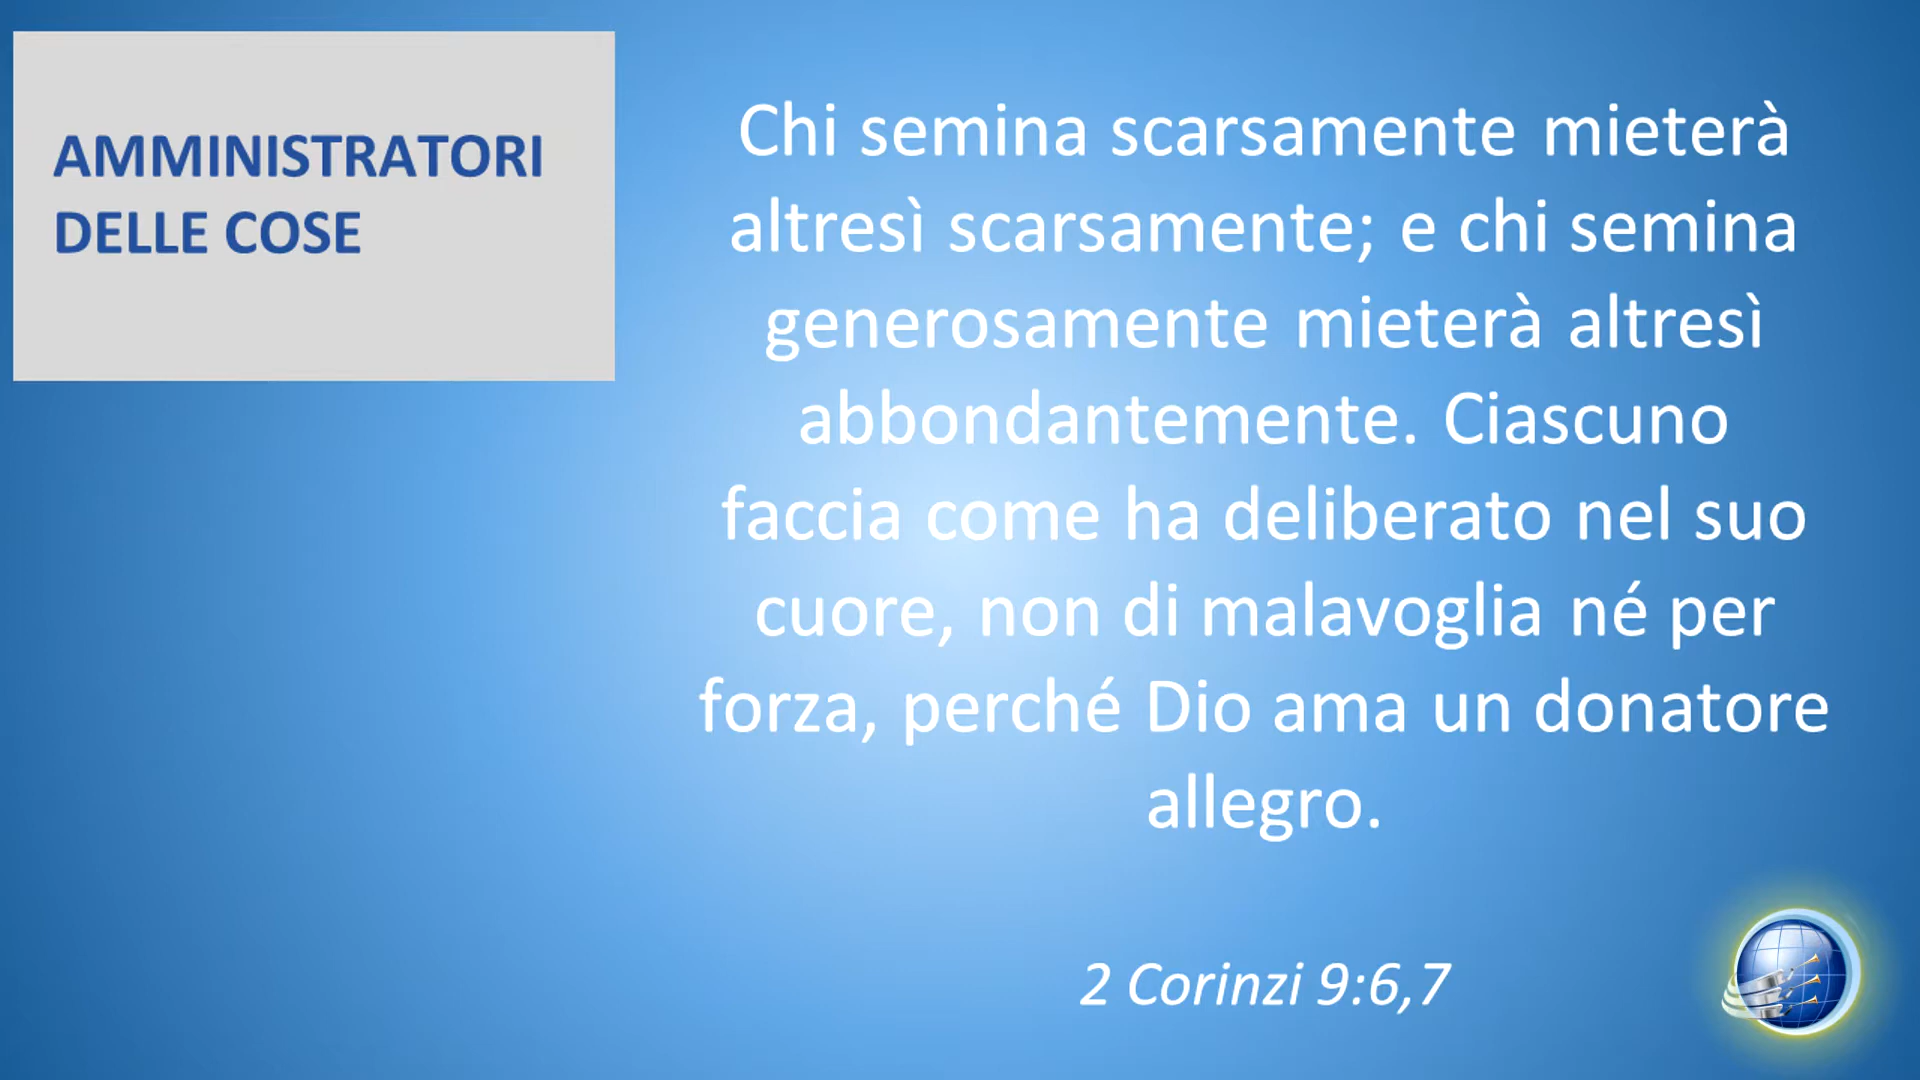 AMMINISTRATORI
DELLE COSE
Chi semina scarsamente mieterà
altresì scarsamente; e chi semina
generosamente mieterà altresì
abbondantemente. Ciascuno
faccia come ha deliberato nel suo
cuore, non di malavoglia né per
forza, perché Dio ama un donatore
allegro.
2 Corinzi 9:6,7